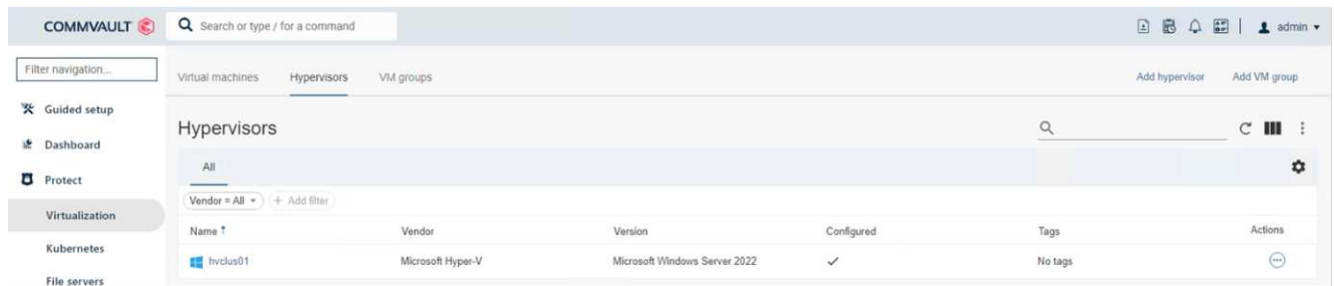 COMMVAULT Search or type / for a command admin
Filter navigation...
Virtual machines Hypervisors VM groups Add hypervisor Add VM group
Guided setup
Hypervisors
Dashboard
All
Protect
Vendor = All + Add filter
Virtualization
Name Vendor Version Configured Tags Actions
Kubernetes
hvclus01 Microsoft Hyper-V Microsoft Windows Server 2022 No tags
File servers